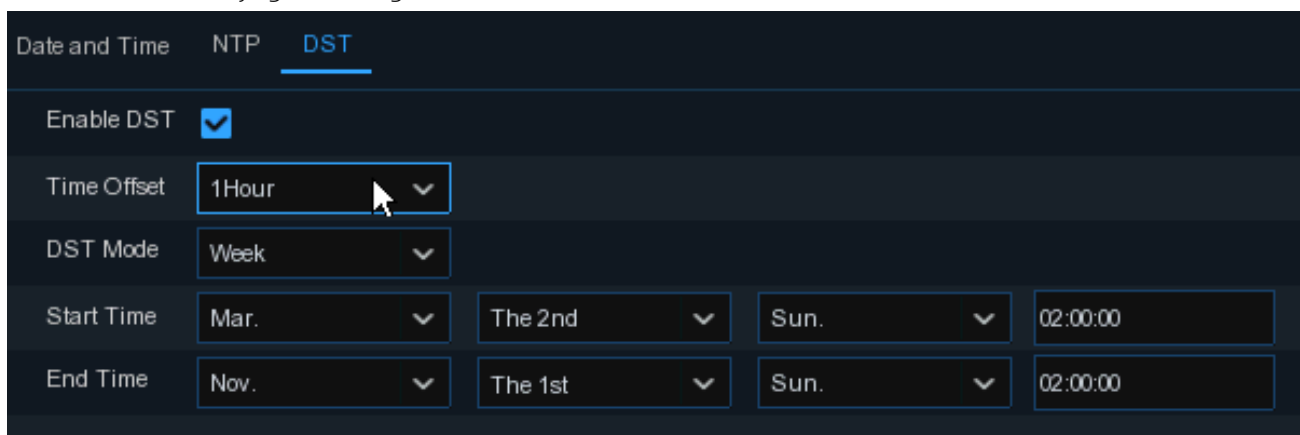 Date and Time NTP DST
Enable DST
Time Offset 1Hour
DST Mode Week
Start Time Mar. The 2nd Sun. 02:00:00
End Time Nov. The 1st Sun. 02:00:00